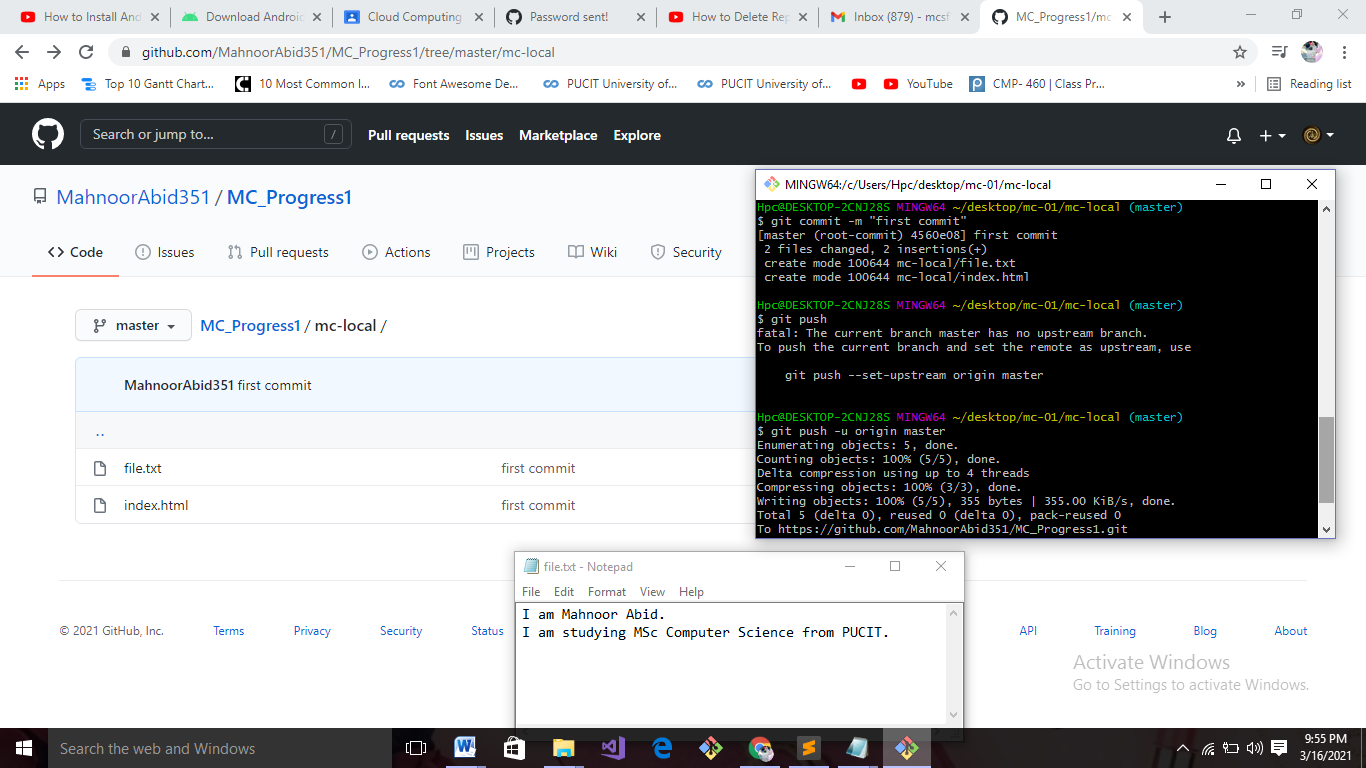 How to Install And
Download Android
Cloud Computing
Password sent!
How to Delete Rep
Inbox (879) - mcsf
MC_Progress1/mc
github.com/MahnoorAbid351/MC_Progress1/tree/master/mc-local
Apps
Top 10 Gantt Chart...
10 Most Common I...
Font Awesome De...
PUCIT University of...
PUCIT University of...
YouTube
CMP- 460 | Class Pr...
»
Reading list
Search or jump to...
/
Pull requests
Issues
Marketplace
Explore
MahnoorAbid351 / MC_Progress1
Code
Issues
Pull requests
Actions
Projects
Wiki
Security
master
MC_Progress1 / mc-local /
MahnoorAbid351 first commit
..
file.txt
first commit
index.html
first commit
MINGW64:/c/Users/Hpc/desktop/mc-01/mc-local
Hpc@DESKTOP-2CNJ28S MINGW64 ~/desktop/mc-01/mc-local (master)
$ git commit -m "first commit"
[master (root-commit) 4560e08] first commit
2 files changed, 2 insertions(+)
create mode 100644 mc-local/file.txt
create mode 100644 mc-local/index.html
Hpc@DESKTOP-2CNJ28S MINGW64 ~/desktop/mc-01/mc-local (master)
$ git push
fatal: The current branch master has no upstream branch.
To push the current branch and set the remote as upstream, use
git push --set-upstream origin master
Hpc@DESKTOP-2CNJ28S MINGW64 ~/desktop/mc-01/mc-local (master)
$ git push -u origin master
Enumerating objects: 5, done.
Counting objects: 100% (5/5), done.
Delta compression using up to 4 threads
Compressing objects: 100% (3/3), done.
Writing objects: 100% (5/5), 355 bytes | 355.00 KiB/s, done.
Total 5 (delta 0), reused 0 (delta 0), pack-reused 0
To https://github.com/MahnoorAbid351/MC_Progress1.git
file.txt - Notepad
File Edit Format View Help
I am Mahnoor Abid.
I am studying MSc Computer Science from PUCIT.
© 2021 GitHub, Inc.
Terms
Privacy
Security
Status
API
Training
Blog
About
Activate Windows
Go to Settings to activate Windows.
Search the web and Windows
9:55 PM
3/16/2021